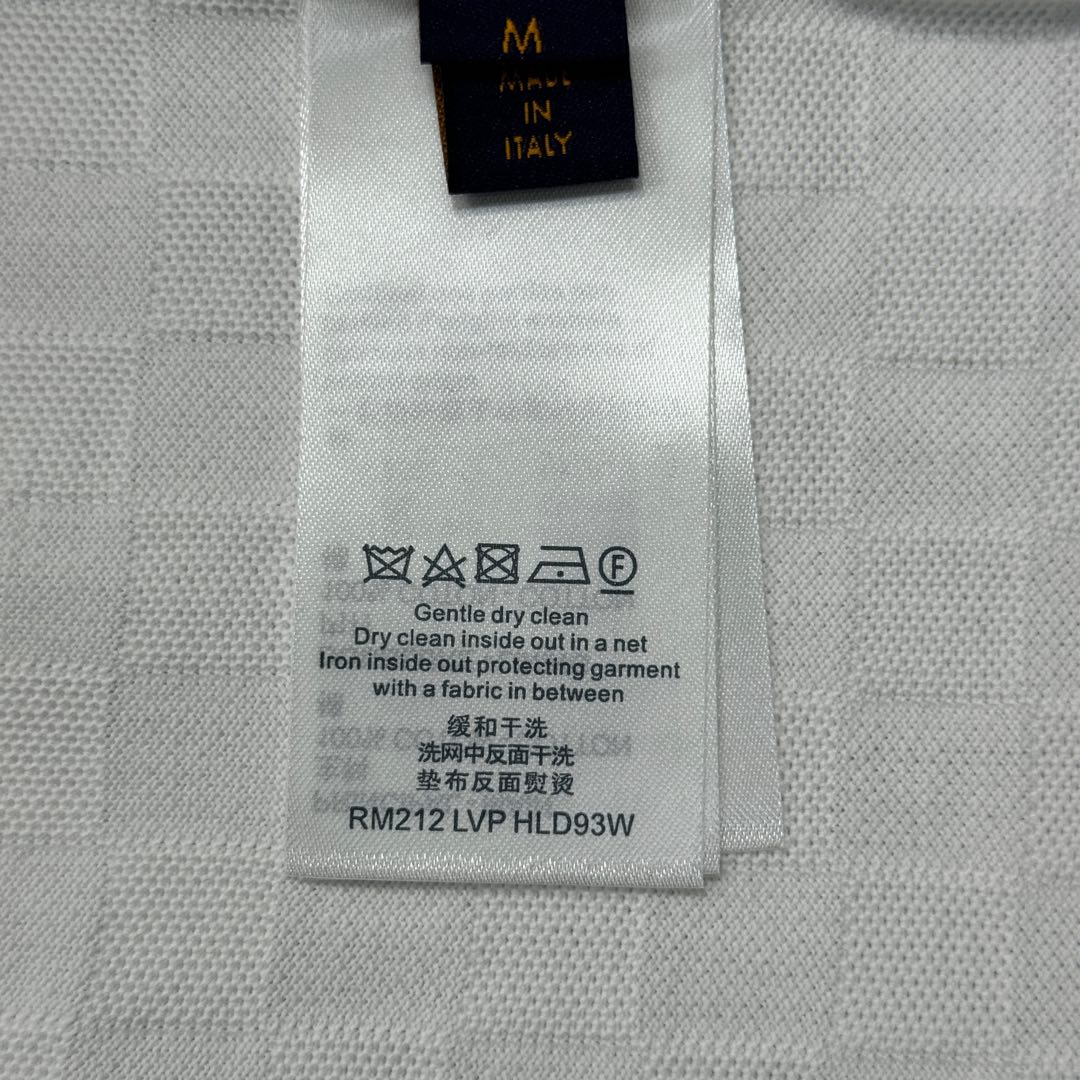 M
MADE
IN
ITALY
F
Gentle dry clean
Dry clean inside out in a net
Iron inside out protecting garment
with a fabric in between
缓和干洗
洗网中反面干洗
垫布反面熨烫
RM212 LVP HLD93W